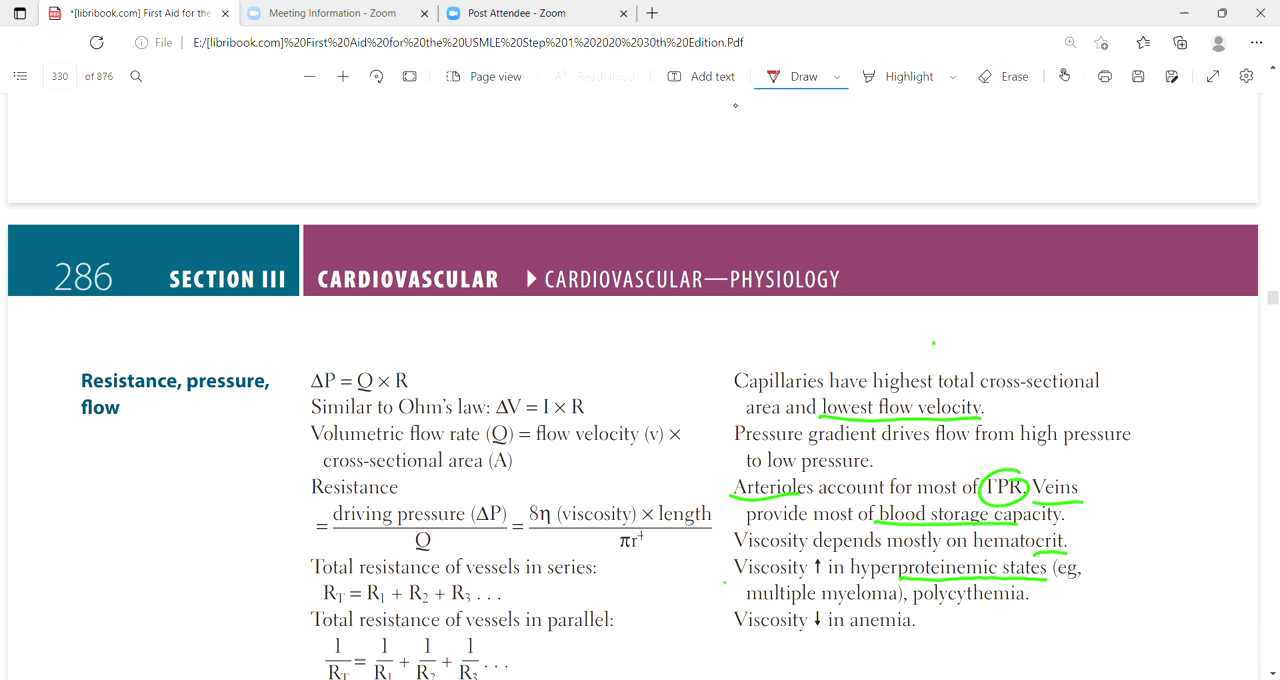 *[libribook.com] First Aid for the
Meeting Information - Zoom
Post Attendee - Zoom
File
E:/[libribook.com]%20First%20Aid%20for%20the%20USMLE%20Step%201%202020%2030th%20Edition.Pdf
330 of 876
Page view
Read aloud
Add text
Draw
Highlight
Erase
286 SECTION III CARDIOVASCULAR ▶ CARDIOVASCULAR—PHYSIOLOGY
Resistance, pressure,
flow
ΔP = Q × R
Similar to Ohm's law: ΔV = I × R
Volumetric flow rate (Q) = flow velocity (v) ×
cross-sectional area (A)
Resistance
= driving pressure (ΔP) / Q = 8η (viscosity) × length / πr⁴
Total resistance of vessels in series:
R_T = R₁ + R₂ + R₃ . . .
Total resistance of vessels in parallel:
1/R_T = 1/R₁ + 1/R₂ + 1/R₃ . . .
Capillaries have highest total cross-sectional
area and lowest flow velocity.
Pressure gradient drives flow from high pressure
to low pressure.
Arterioles account for most of TPR. Veins
provide most of blood storage capacity.
Viscosity depends mostly on hematocrit.
Viscosity ↑ in hyperproteinemic states (eg,
multiple myeloma), polycythemia.
Viscosity ↓ in anemia.